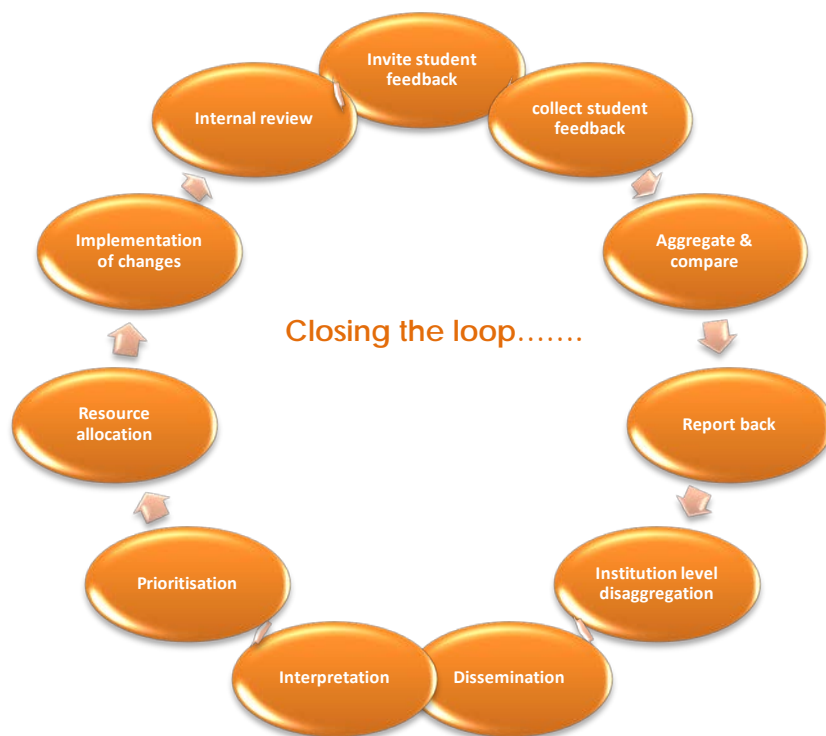 Invite student
feedback
collect student
feedback
Aggregate &
compare
Report back
Institution level
disaggregation
Dissemination
Interpretation
Prioritisation
Resource
allocation
Implementation
of changes
Internal review
Closing the loop…….